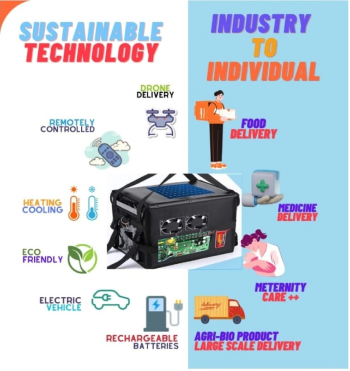 SUSTAINABLE
TECHNOLOGY
DRONE
DELIVERY
REMOTELY
CONTROLLED
HEATING
COOLING
ECO
FRIENDLY
ELECTRIC
VEHICLE
RECHARGEABLE
BATTERIES
INDUSTRY
TO
INDIVIDUAL
FOOD
DELIVERY
MEDICINE
DELIVERY
METERNITY
CARE ++
AGRI-BIO PRODUCT
LARGE SCALE DELIVERY